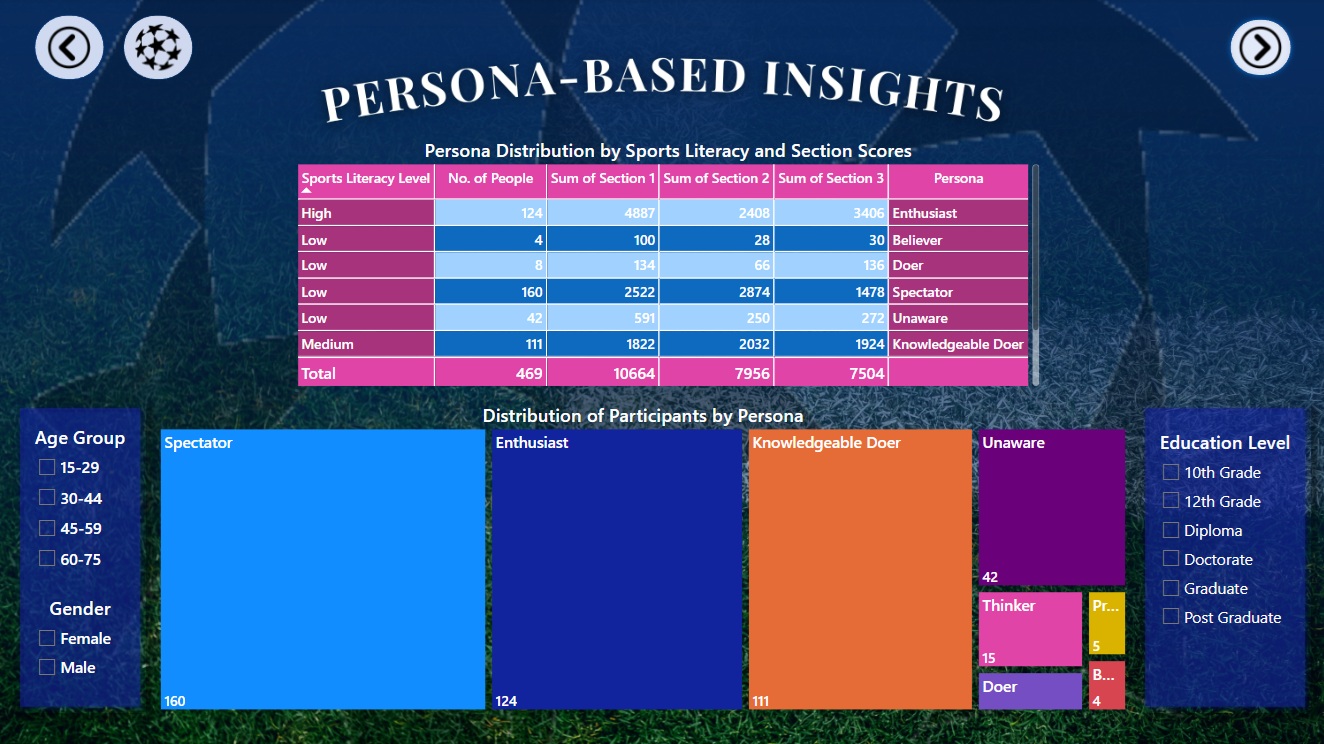 PERSONA-BASED INSIGHTS
Persona Distribution by Sports Literacy and Section Scores
Sports Literacy Level No. of People Sum of Section 1 Sum of Section 2 Sum of Section 3 Persona
High 124 4887 2408 3406 Enthusiast
Low 4 100 28 30 Believer
Low 8 134 66 136 Doer
Low 160 2522 2874 1478 Spectator
Low 42 591 250 272 Unaware
Medium 111 1822 2032 1924 Knowledgeable Doer
Total 469 10664 7956 7504
Age Group
15-29
30-44
45-59
60-75
Gender
Female
Male
Distribution of Participants by Persona
Spectator
160
Enthusiast
124
Knowledgeable Doer
111
Unaware
42
Thinker
15
Doer
Pr...
5
B...
4
Education Level
10th Grade
12th Grade
Diploma
Doctorate
Graduate
Post Graduate